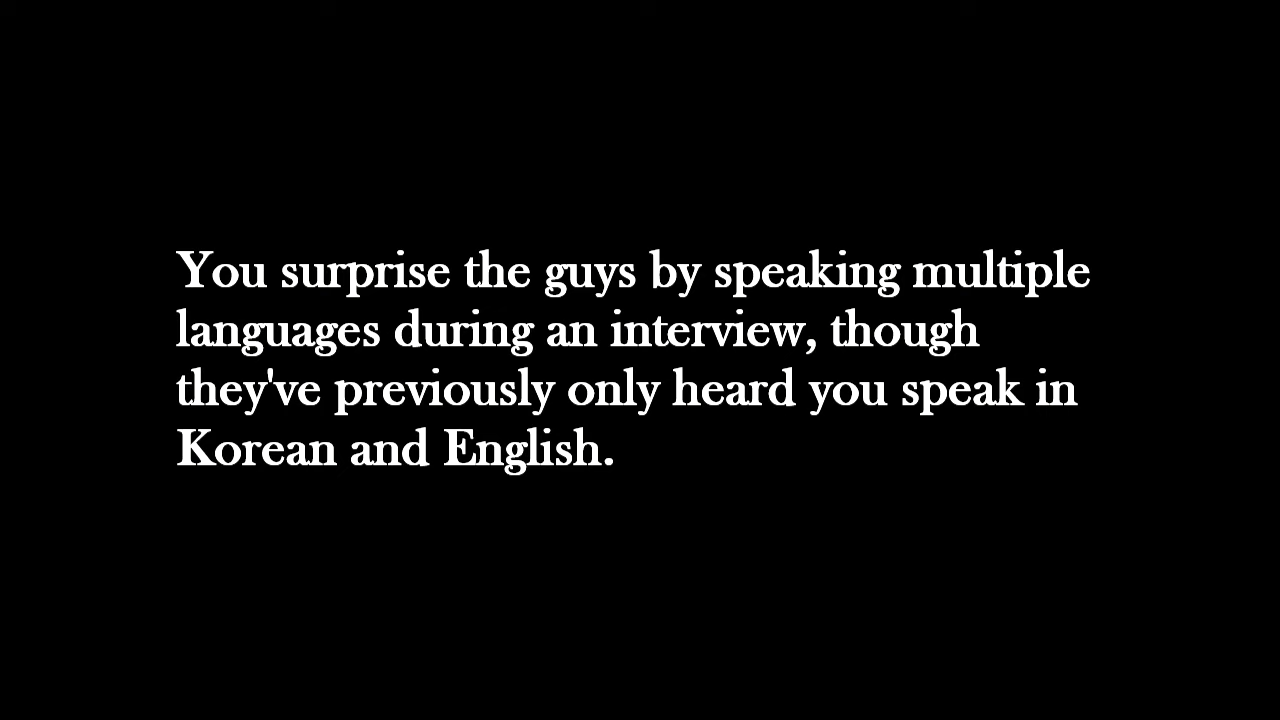 You surprise the guys by speaking multiple
languages during an interview, though
they've previously only heard you speak in
Korean and English.